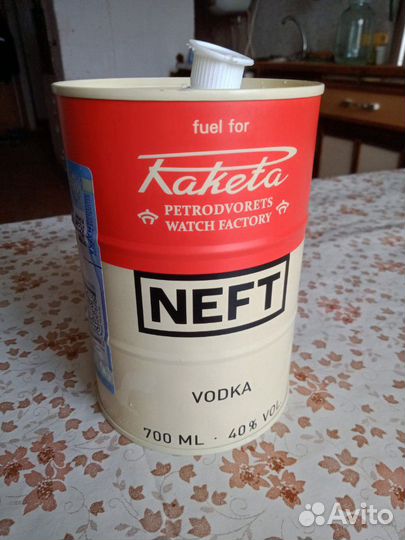 fuel for
Raketa
PETRODVORETS
WATCH FACTORY
NEFT
VODKA
700 ML · 40% VOL.
Avito